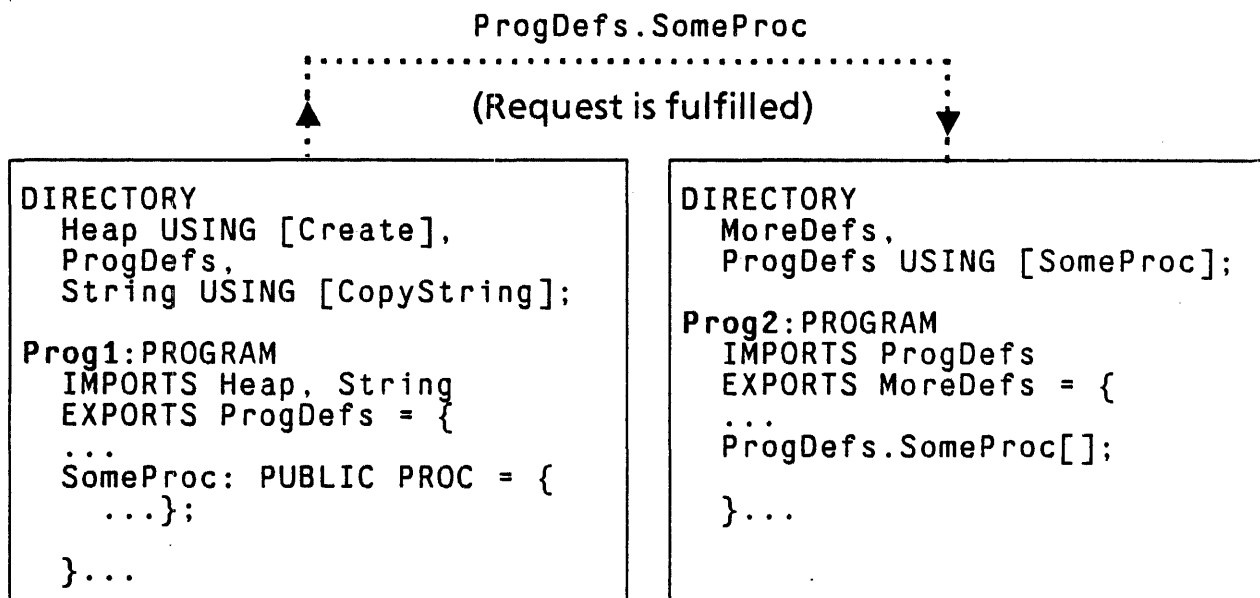 ProgDefs.SomeProc
(Request is fulfilled)
DIRECTORY
Heap USING [Create],
ProgDefs,
String USING [CopyString];
Prog1:PROGRAM
IMPORTS Heap, String
EXPORTS ProgDefs = {
...
SomeProc: PUBLIC PROC = {
...};
}...
DIRECTORY
MoreDefs,
ProgDefs USING [SomeProc];
Prog2:PROGRAM
IMPORTS ProgDefs
EXPORTS MoreDefs = {
...
ProgDefs.SomeProc[];
}...